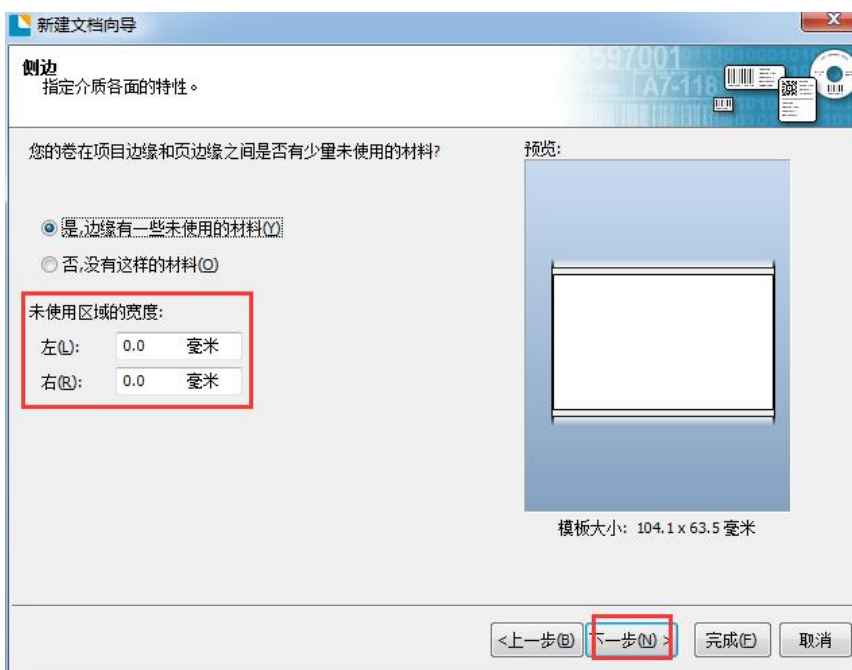 新建文档向导
侧边
指定介质各面的特性。
3597001
A7-118
您的卷在项目边缘和页边缘之间是否有少量未使用的材料?
预览:
是,边缘有一些未使用的材料(Y)
否,没有这样的材料(O)
未使用区域的宽度:
左(L): 0.0 毫米
右(R): 0.0 毫米
模板大小: 104.1 x 63.5 毫米
<上一步(B) 下一步(N) > 完成(F) 取消